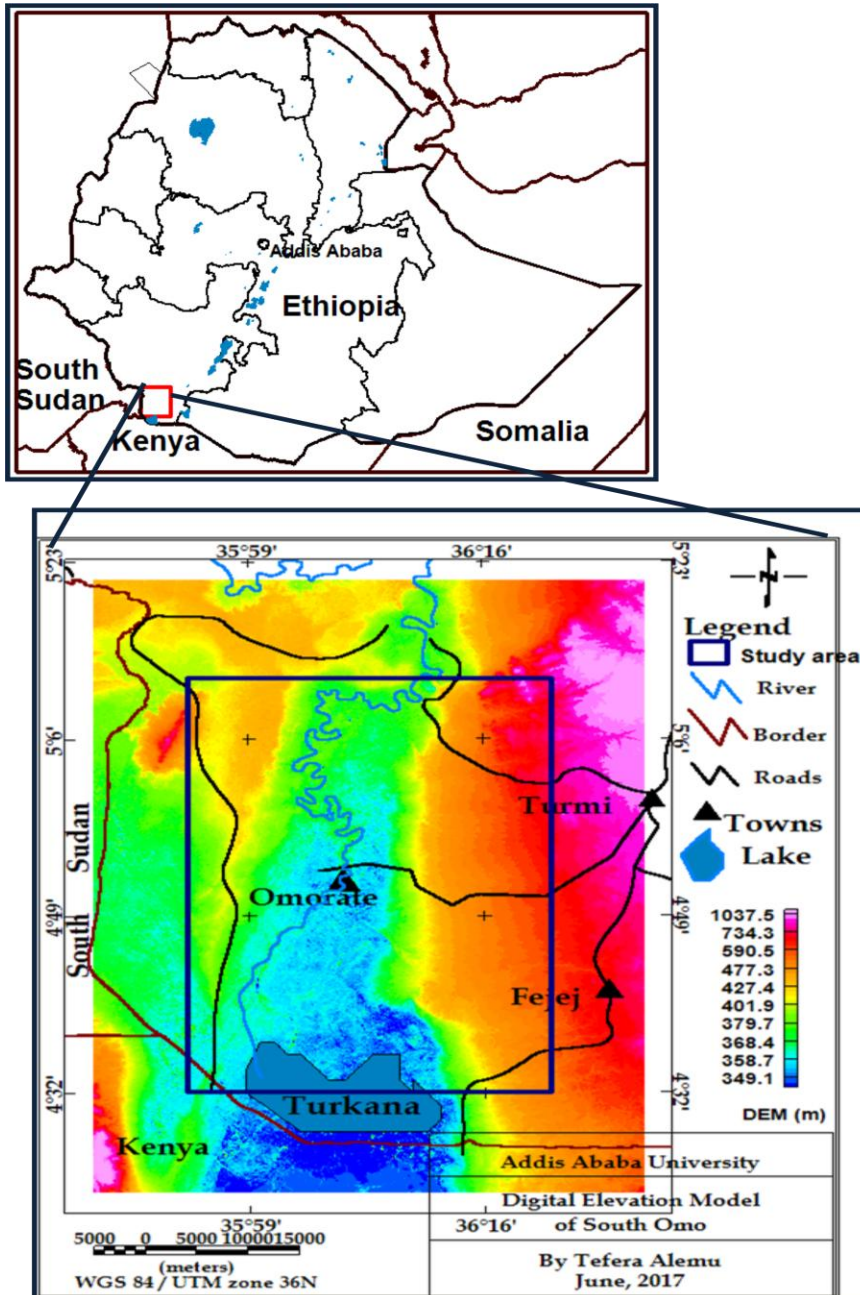 Addis Ababa
Ethiopia
South
Sudan
Kenya
Somalia
35°59'
36°16'
5°23'
5°23'
Legend
Study area
River
5°6'
5°6'
Border
Roads
Turmi
Towns
Lake
South Sudan
Omorate
4°49'
4°49'
1037.5
734.3
590.5
477.3
427.4
401.9
379.7
368.4
358.7
349.1
Fejej
4°32'
4°32'
Turkana
DEM (m)
Kenya
Addis Ababa University
Digital Elevation Model
of South Omo
35°59'
36°16'
5000 0 5000 1000015000
(meters)
WGS 84 / UTM zone 36N
By Tefera Alemu
June, 2017